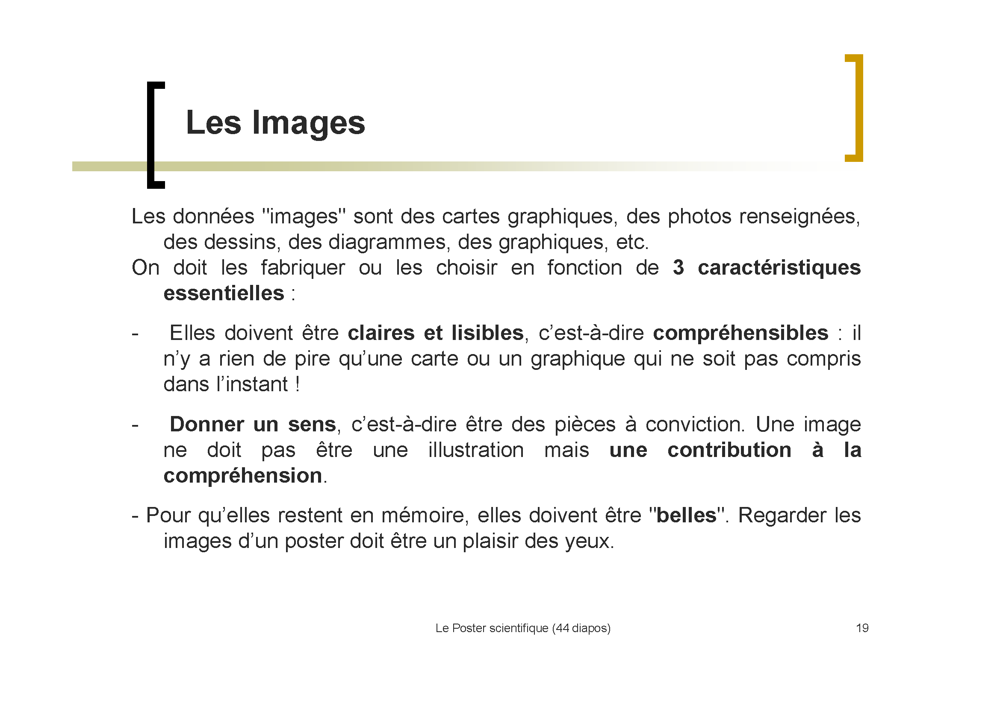 Les Images
Les données "images" sont des cartes graphiques, des photos renseignées,
des dessins, des diagrammes, des graphiques, etc.
On doit les fabriquer ou les choisir en fonction de 3 caractéristiques
essentielles :
- Elles doivent être claires et lisibles, c’est-à-dire compréhensibles : il
n’y a rien de pire qu’une carte ou un graphique qui ne soit pas compris
dans l’instant !
- Donner un sens, c’est-à-dire être des pièces à conviction. Une image
ne doit pas être une illustration mais une contribution à la
compréhension.
- Pour qu’elles restent en mémoire, elles doivent être "belles". Regarder les
images d’un poster doit être un plaisir des yeux.
Le Poster scientifique (44 diapos)
19